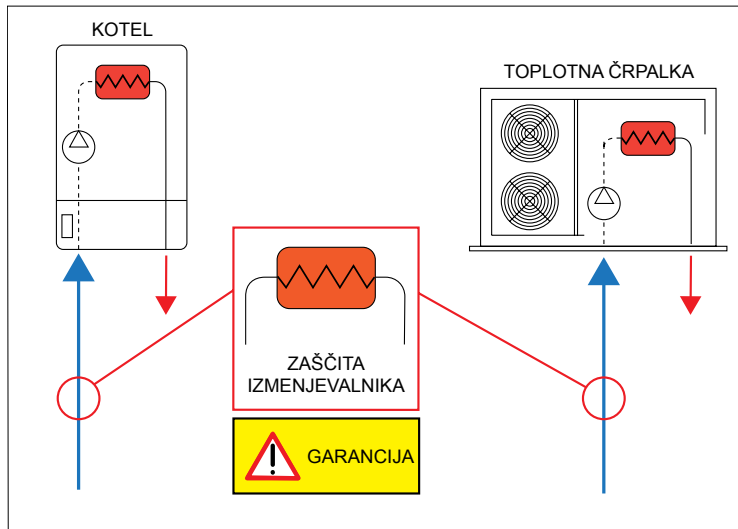 KOTEL
TOPLOTNA ČRPALKA
ZAŠČITA
IZMENJEVALNIKA
GARANCIJA